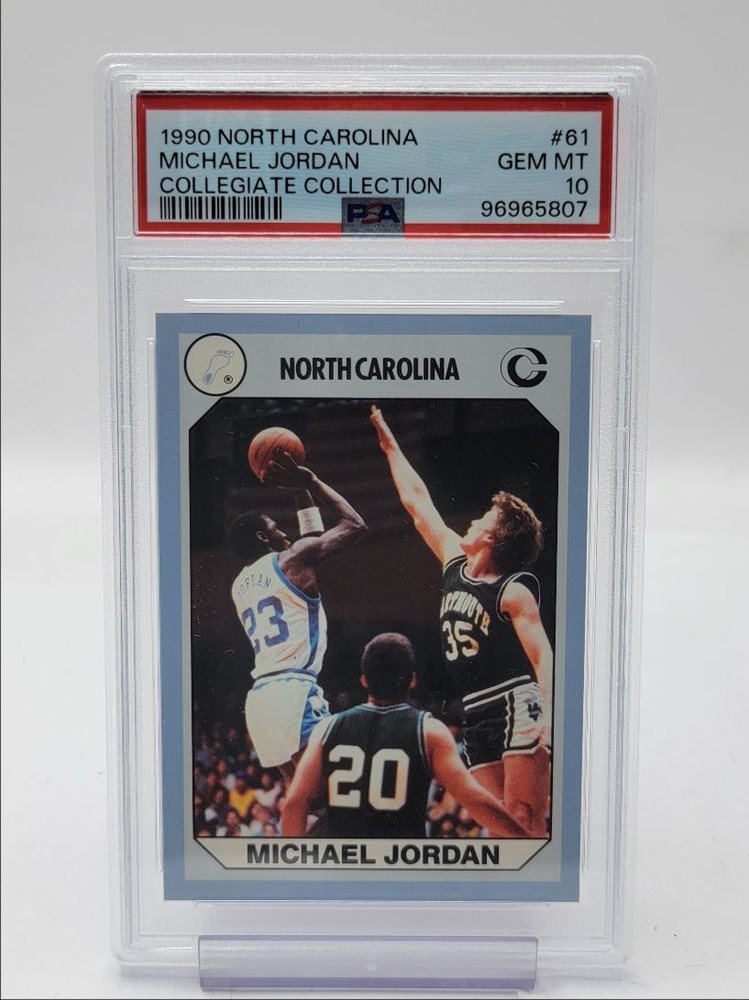 1990 NORTH CAROLINA #61
MICHAEL JORDAN GEM MT
COLLEGIATE COLLECTION 10
PSA 96965807
® NORTH CAROLINA C
JORDAN
23
35
20
MICHAEL JORDAN